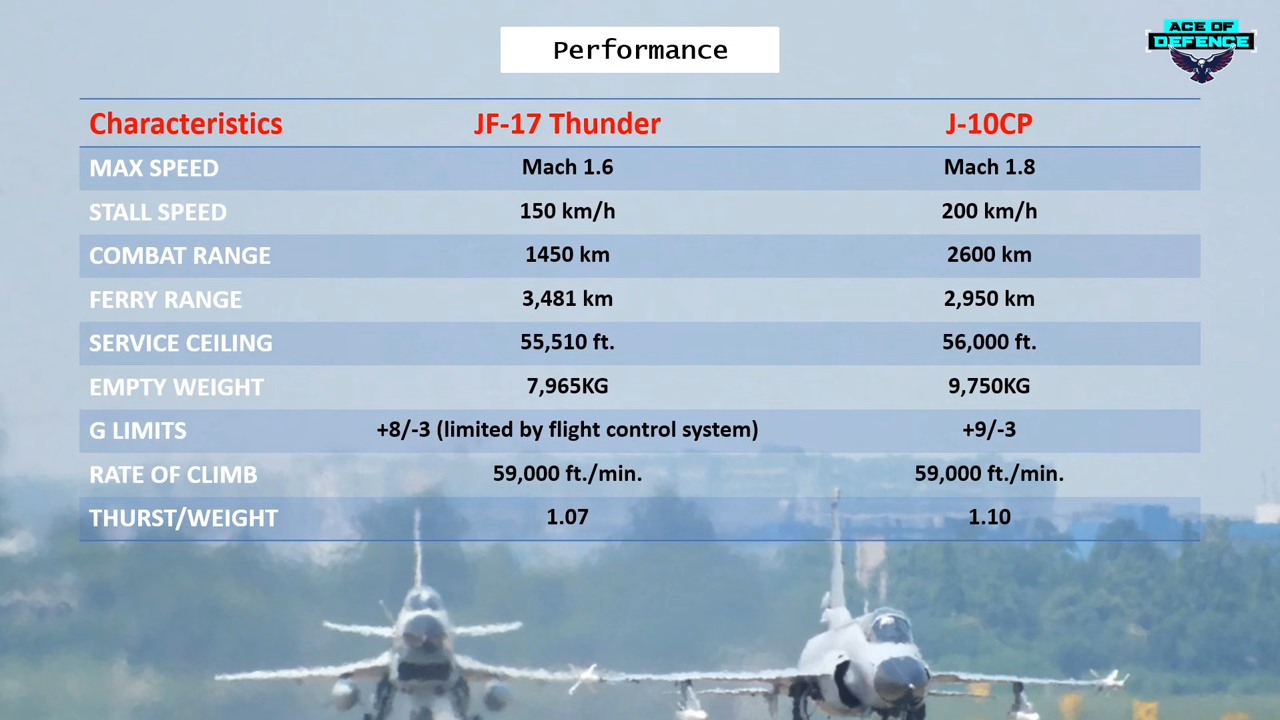 Performance
ACE OF
DEFENCE
Characteristics JF-17 Thunder J-10CP
MAX SPEED Mach 1.6 Mach 1.8
STALL SPEED 150 km/h 200 km/h
COMBAT RANGE 1450 km 2600 km
FERRY RANGE 3,481 km 2,950 km
SERVICE CEILING 55,510 ft. 56,000 ft.
EMPTY WEIGHT 7,965KG 9,750KG
G LIMITS +8/-3 (limited by flight control system) +9/-3
RATE OF CLIMB 59,000 ft./min. 59,000 ft./min.
THURST/WEIGHT 1.07 1.10